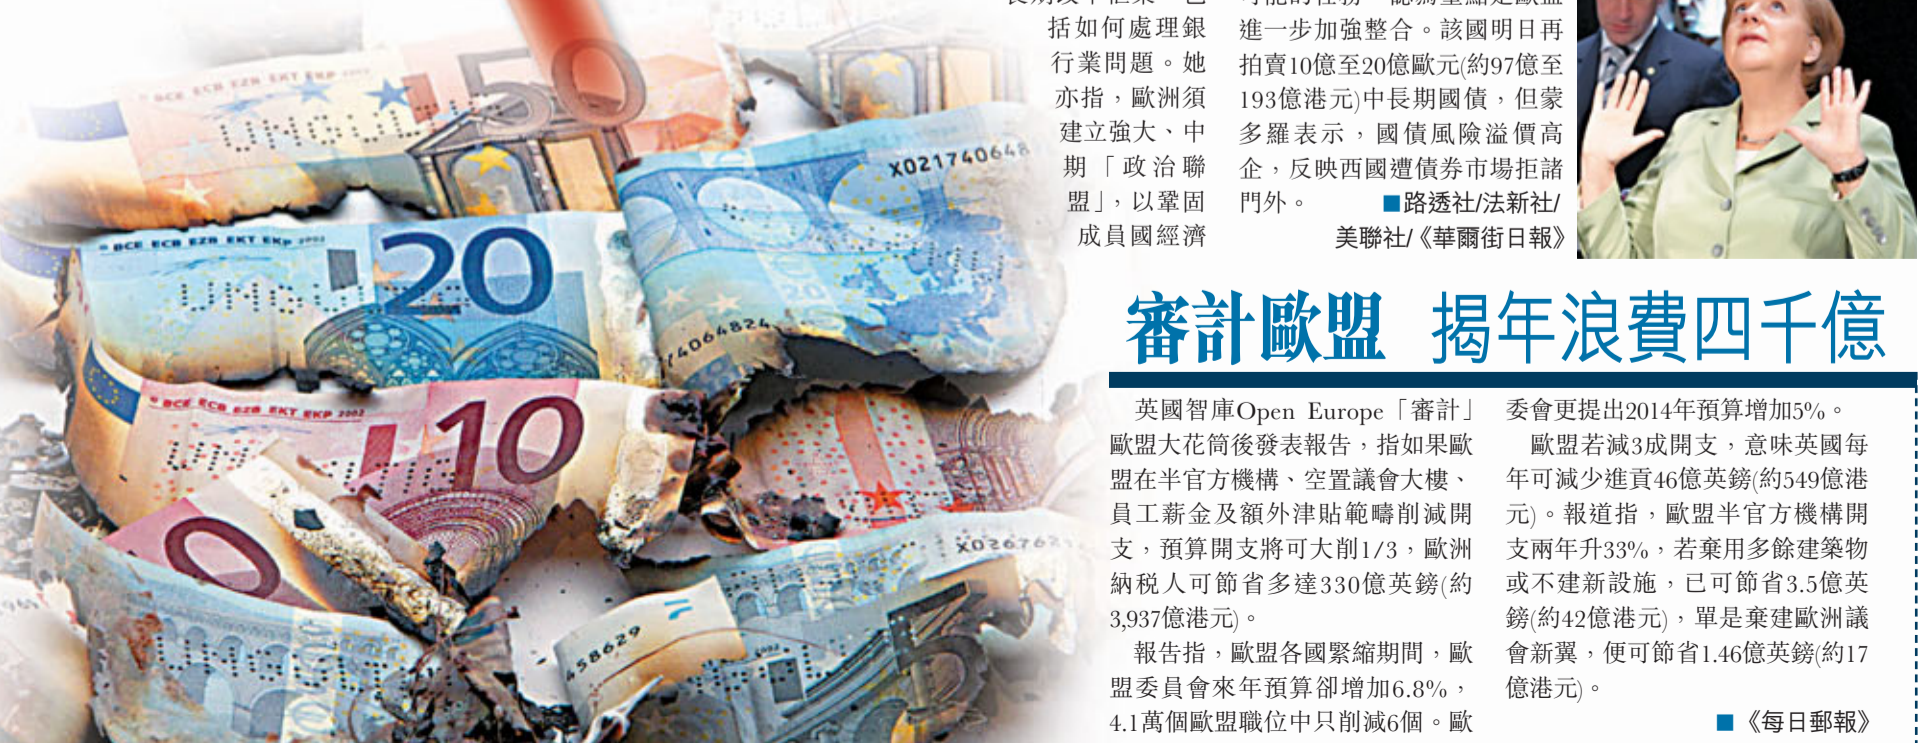 括如何處理銀
行業問題。她
亦指，歐洲須
建立強大、中
期「政治聯
盟」，以鞏固
成員國經濟
進一步加強整合。該國明日再
拍賣10億至20億歐元(約97億至
193億港元)中長期國債，但蒙
多羅表示，國債風險溢價高
企，反映西國遭債券市場拒諸
門外。
■路透社/法新社/
美聯社/《華爾街日報》
審計歐盟 揭年浪費四千億
英國智庫Open Europe「審計」
歐盟大花筒後發表報告，指如果歐
盟在半官方機構、空置議會大樓、
員工薪金及額外津貼範疇削減開
支，預算開支將可大削1/3，歐洲
納稅人可節省多達330億英鎊(約
3,937億港元)。
報告指，歐盟各國緊縮期間，歐
盟委員會來年預算卻增加6.8%，
4.1萬個歐盟職位中只削減6個。歐
委會更提出2014年預算增加5%。
歐盟若減3成開支，意味英國每
年可減少進貢46億英鎊(約549億港
元)。報道指，歐盟半官方機構開
支兩年升33%，若棄用多餘建築物
或不建新設施，已可節省3.5億英
鎊(約42億港元)，單是棄建歐洲議
會新翼，便可節省1.46億英鎊(約17
億港元)。
■《每日郵報》
BCE ECB EZB EKT EKP 2002
50
X021740648
BCE ECB EZB EKT EKP 2002
20
74064824
BCE ECB EZB EKT EKP 2002
10
0
X026762
458629
5